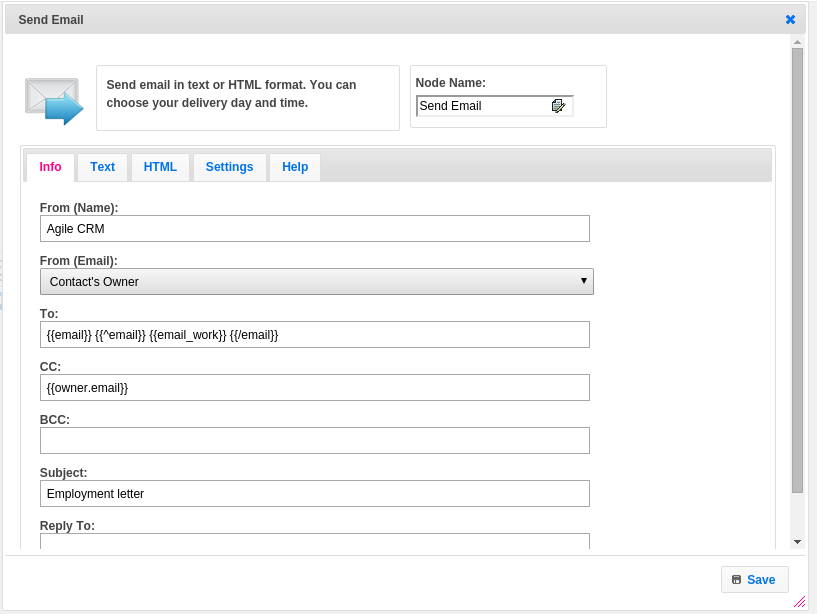 Send Email
Send email in text or HTML format. You can
choose your delivery day and time.
Node Name:
Send Email
Info
Text
HTML
Settings
Help
From (Name):
Agile CRM
From (Email):
Contact's Owner
To:
{{email}} {{^email}} {{email_work}} {{/email}}
CC:
{{owner.email}}
BCC:
Subject:
Employment letter
Reply To:
Save